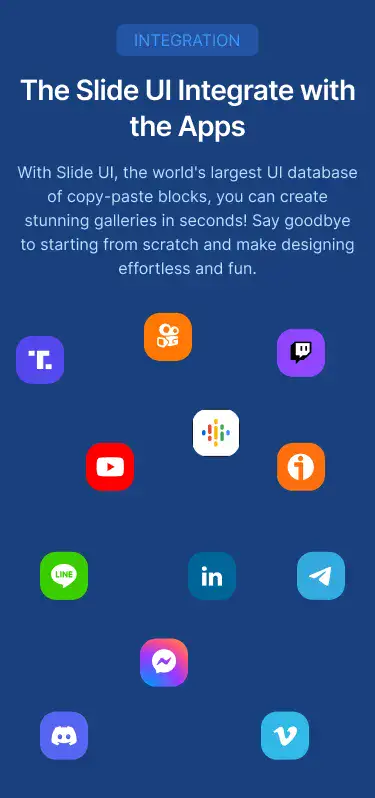 INTEGRATION
The Slide UI Integrate with
the Apps
With Slide UI, the world's largest UI database
of copy-paste blocks, you can create
stunning galleries in seconds! Say goodbye
to starting from scratch and make designing
effortless and fun.
LINE
in